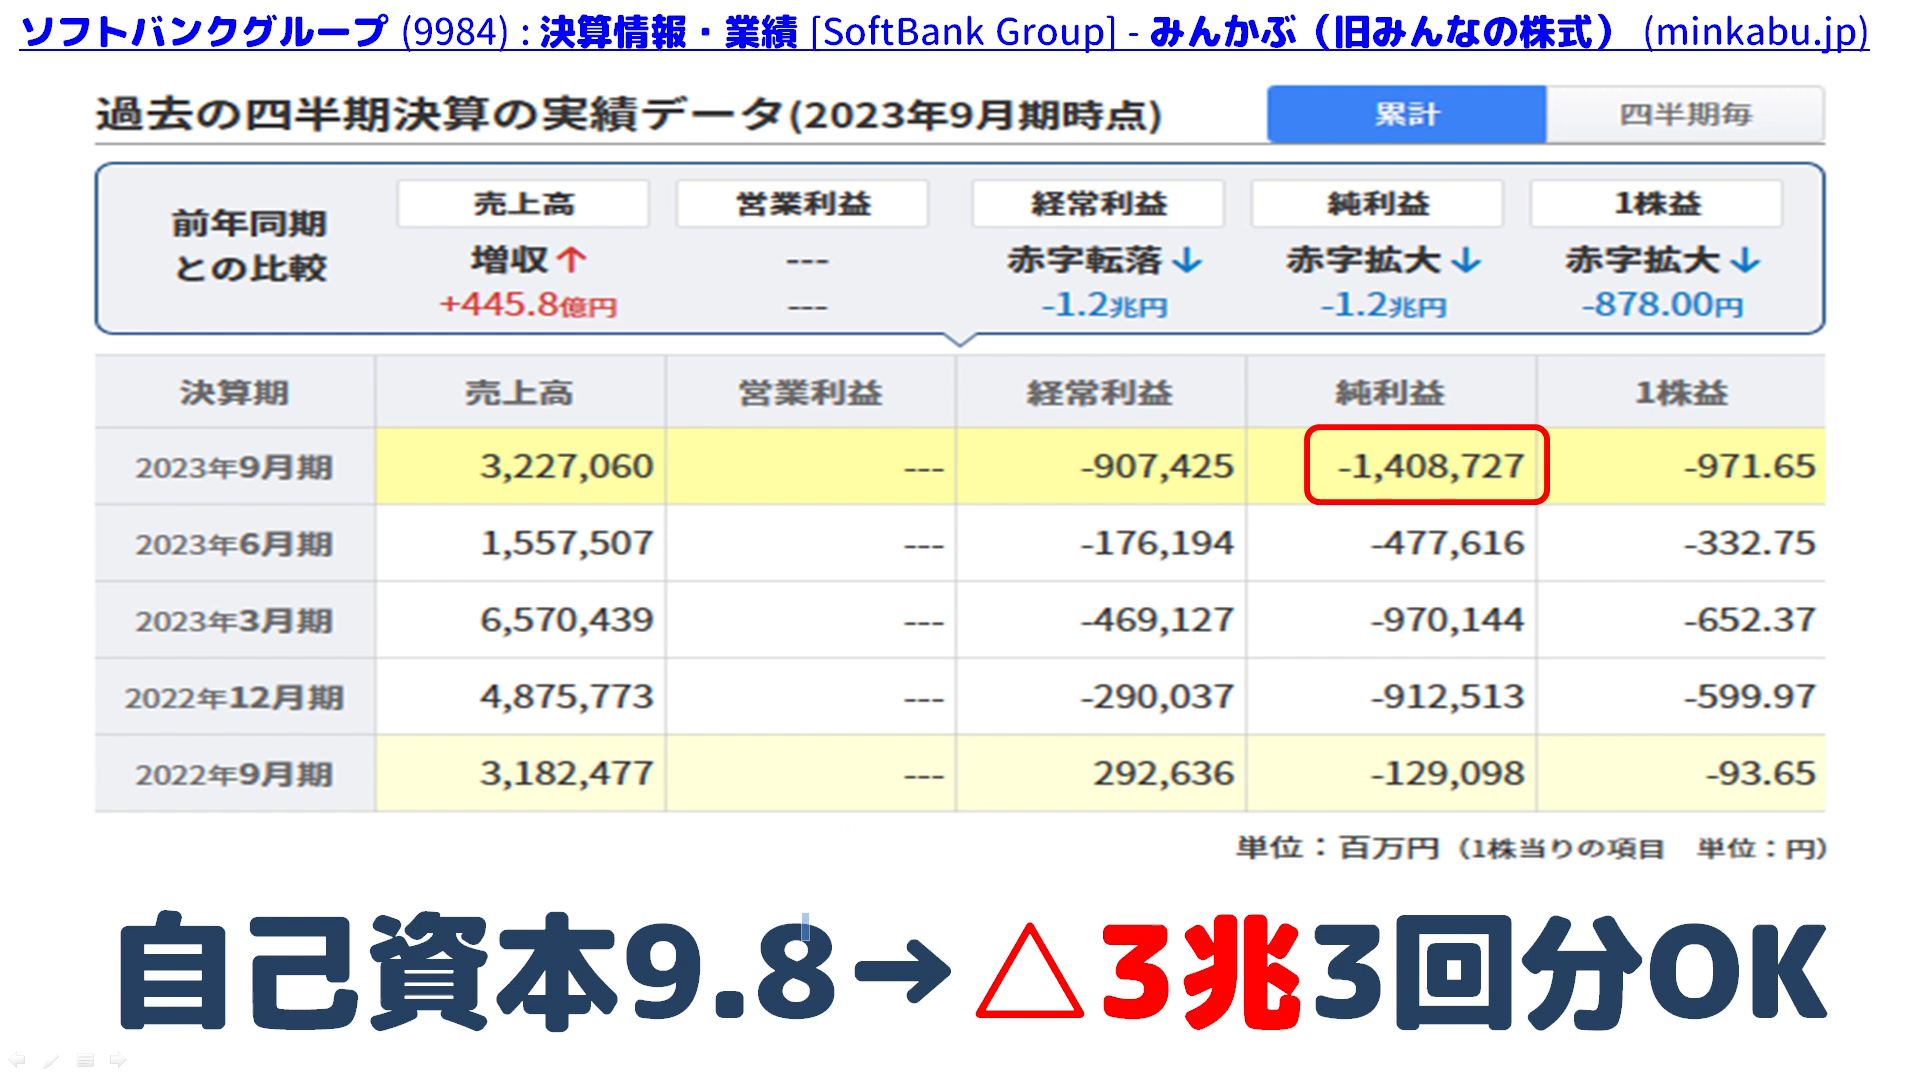 ソフトバンクグループ (9984) : 決算情報・業績 [SoftBank Group] - みんかぶ（旧みんなの株式） (minkabu.jp)
過去の四半期決算の実績データ(2023年9月期時点) 累計 四半期毎
前年同期との比較
売上高 営業利益 経常利益 純利益 1株益
増収↑ --- 赤字転落↓ 赤字拡大↓ 赤字拡大↓
+445.8億円 --- -1.2兆円 -1.2兆円 -878.00円
決算期 売上高 営業利益 経常利益 純利益 1株益
2023年9月期 3,227,060 --- -907,425 -1,408,727 -971.65
2023年6月期 1,557,507 --- -176,194 -477,616 -332.75
2023年3月期 6,570,439 --- -469,127 -970,144 -652.37
2022年12月期 4,875,773 --- -290,037 -912,513 -599.97
2022年9月期 3,182,477 --- 292,636 -129,098 -93.65
単位：百万円（1株当りの項目　単位：円）
自己資本9.8→△3兆3回分OK